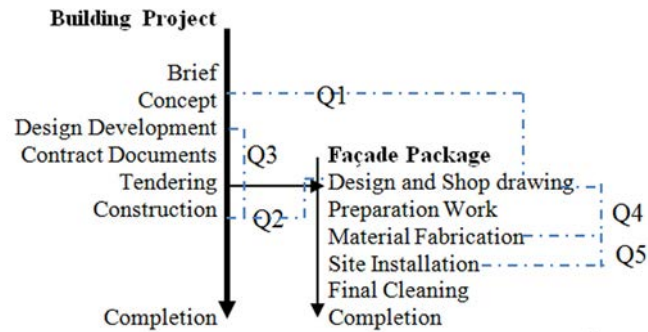 Building Project
Brief
Concept
Q1
Design Development
Q3
Contract Documents
Façade Package
Tendering
Design and Shop drawing
Construction
Q2
Preparation Work
Q4
Material Fabrication
Q5
Site Installation
Final Cleaning
Completion
Completion